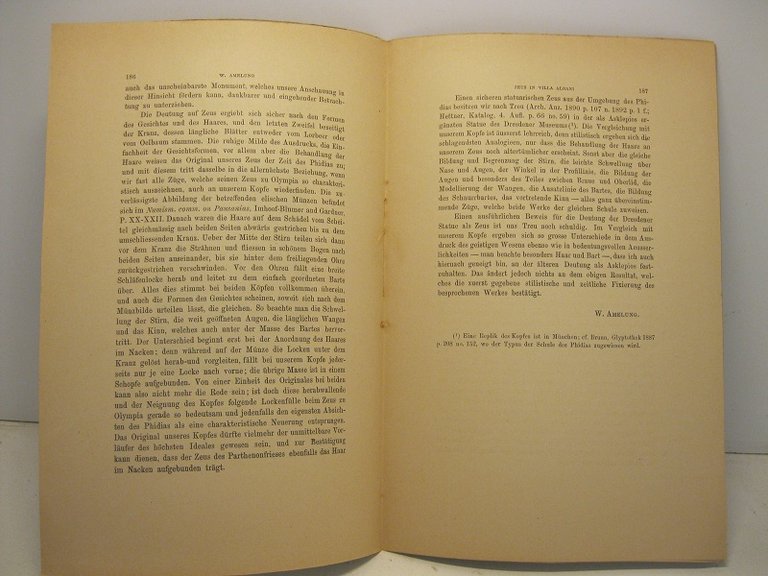 186
W. AMELUNG
auch das unscheinbarste Monument, welches unsere Anschauung in
dieser Hinsicht fördern kann, dankbarer und eingehender Betrach-
tung zu unterziehen.
Die Deutung auf Zeus ergiebt sich sicher nach den Formen
des Gesichtes und des Haares, und den letzten Zweifel beseitigt
der Kranz, dessen längliche Blätter entweder vom Lorbeer oder
vom Oelbaum stammen. Die ruhige Milde des Ausdrucks, die Ein-
fachheit der Gesichtsformen, vor allem aber die Behandlung der
Haare weisen das Original unseres Zeus der Zeit des Phidias zu;
und mit diesem tritt dasselbe in die allernächste Beziehung, wenn
wir fast alle Züge, welche seinen Zeus zu Olympia so charakteri-
stisch auszeichnen, auch an unserem Kopfe wiederfinden. Die zu-
verlässigste Abbildung der betreffenden elischen Münzen befindet
sich im Numism. comm. on Pausanias. Imhoof-Blumer and Gardner,
P. XX-XXII. Danach waren die Haare auf dem Schädel vom Schei-
tel gleichmässig nach beiden Seiten abwärts gestrichen bis zu dem
umschliessenden Kranz. Ueber der Mitte der Stirn teilen sich dann
vor dem Kranz die Strähnen und fliessen in schönem Bogen nach
beiden Seiten auseinander, bis sie hinter dem freiliegenden Ohre
zurückgestrichen verschwinden. Vor den Ohren fällt eine breite
Schläfenlocke herab und leitet zu dem einfach geordneten Barte
über. Alles dies stimmt bei beiden Köpfen vollkommen überein,
und auch die Formen des Gesichtes scheinen, soweit sich nach dem
Münzbilde urteilen lässt, die gleichen. So beachte man die Schwel-
lung der Stirn, die weit geöffneten Augen, die länglichen Wangen
und das Kinn, welches auch unter der Masse des Bartes hervor-
tritt. Der Unterschied beginnt erst bei der Anordnung des Haares
im Nacken; denn während auf der Münze die Locken unter dem
Kranz gelöst herab-und vorgleiten, fällt bei unserem Kopfe jeder-
seits nur je eine Locke nach vorne; die übrige Masse ist in einem
Schopfe aufgebunden. Von einer Einheit des Originales bei beiden
kann also nicht mehr die Rede sein; ist doch diese herabwallende
und der Neigung des Kopfes folgende Lockenfülle beim Zeus zu
Olympia gerade so bedeutsam und jedenfalls den eigensten Absich-
ten des Phidias als eine charakteristische Neuerung entsprungen.
Das Original unseres Kopfes dürfte vielmehr der unmittelbare Vor-
läufer des höchsten Ideales gewesen sein, und zur Bestätigung
kann dienen, dass der Zeus des Parthenonfrieses ebenfalls das Haar
im Nacken aufgebunden trägt.
ZEUS IN VILLA ALBANI
187
Einen sicheren statuarischen Zeus aus der Umgebung des Phi-
dias besitzen wir nach Treu (Arch. Anz. 1890 p. 107 n. 1892 p. 1 f.;
Hettner, Katalog. 4. Aufl. p. 66 no. 59) in der als Asklepios er-
gänzten Statue des Dresdener Museums(¹). Die Vergleichung mit
unserem Kopfe ist äusserst lehrreich, denn stilistisch ergeben sich die
schlagendsten Analogieen, nur dass die Behandlung der Haare an
unserem Zeus noch altertümlicher erscheint. Sonst aber die gleiche
Bildung und Begrenzung der Stirn, die leichte Schwellung über
Nase und Augen, der Winkel in der Profillinie, die Bildung der
Augen und besonders des Teiles zwischen Braue und Oberlid, die
Modellierung der Wangen, die Ansatzlinie des Bartes, die Bildung
des Schnurrbartes, das vortretende Kinn — alles ganz übereinstim-
mende Züge, welche beide Werke der gleichen Schule zuweisen.
Einen ausführlichen Beweis für die Deutung der Dresdener
Statue als Zeus ist uns Treu noch schuldig. Im Vergleich mit
unserem Kopfe ergeben sich so grosse Unterschiede in dem Aus-
druck des geistigen Wesens ebenso wie in bedeutungsvollen Aeusser-
lichkeiten — man beachte besonders Haar und Bart —, dass ich auch
hiernach geneigt bin, an der älteren Deutung als Asklepios fest-
zuhalten. Das ändert jedoch nichts an dem obigen Resultat, wel-
ches die zuerst gegebene stilistische und zeitliche Fixierung des
besprochenen Werkes bestätigt.
W. AMELUNG.
(¹) Eine Replik des Kopfes ist in München; cf. Brunn, Glyptothek 1887
p. 208 no. 152, wo der Typus der Schule des Phidias zugewiesen wird.